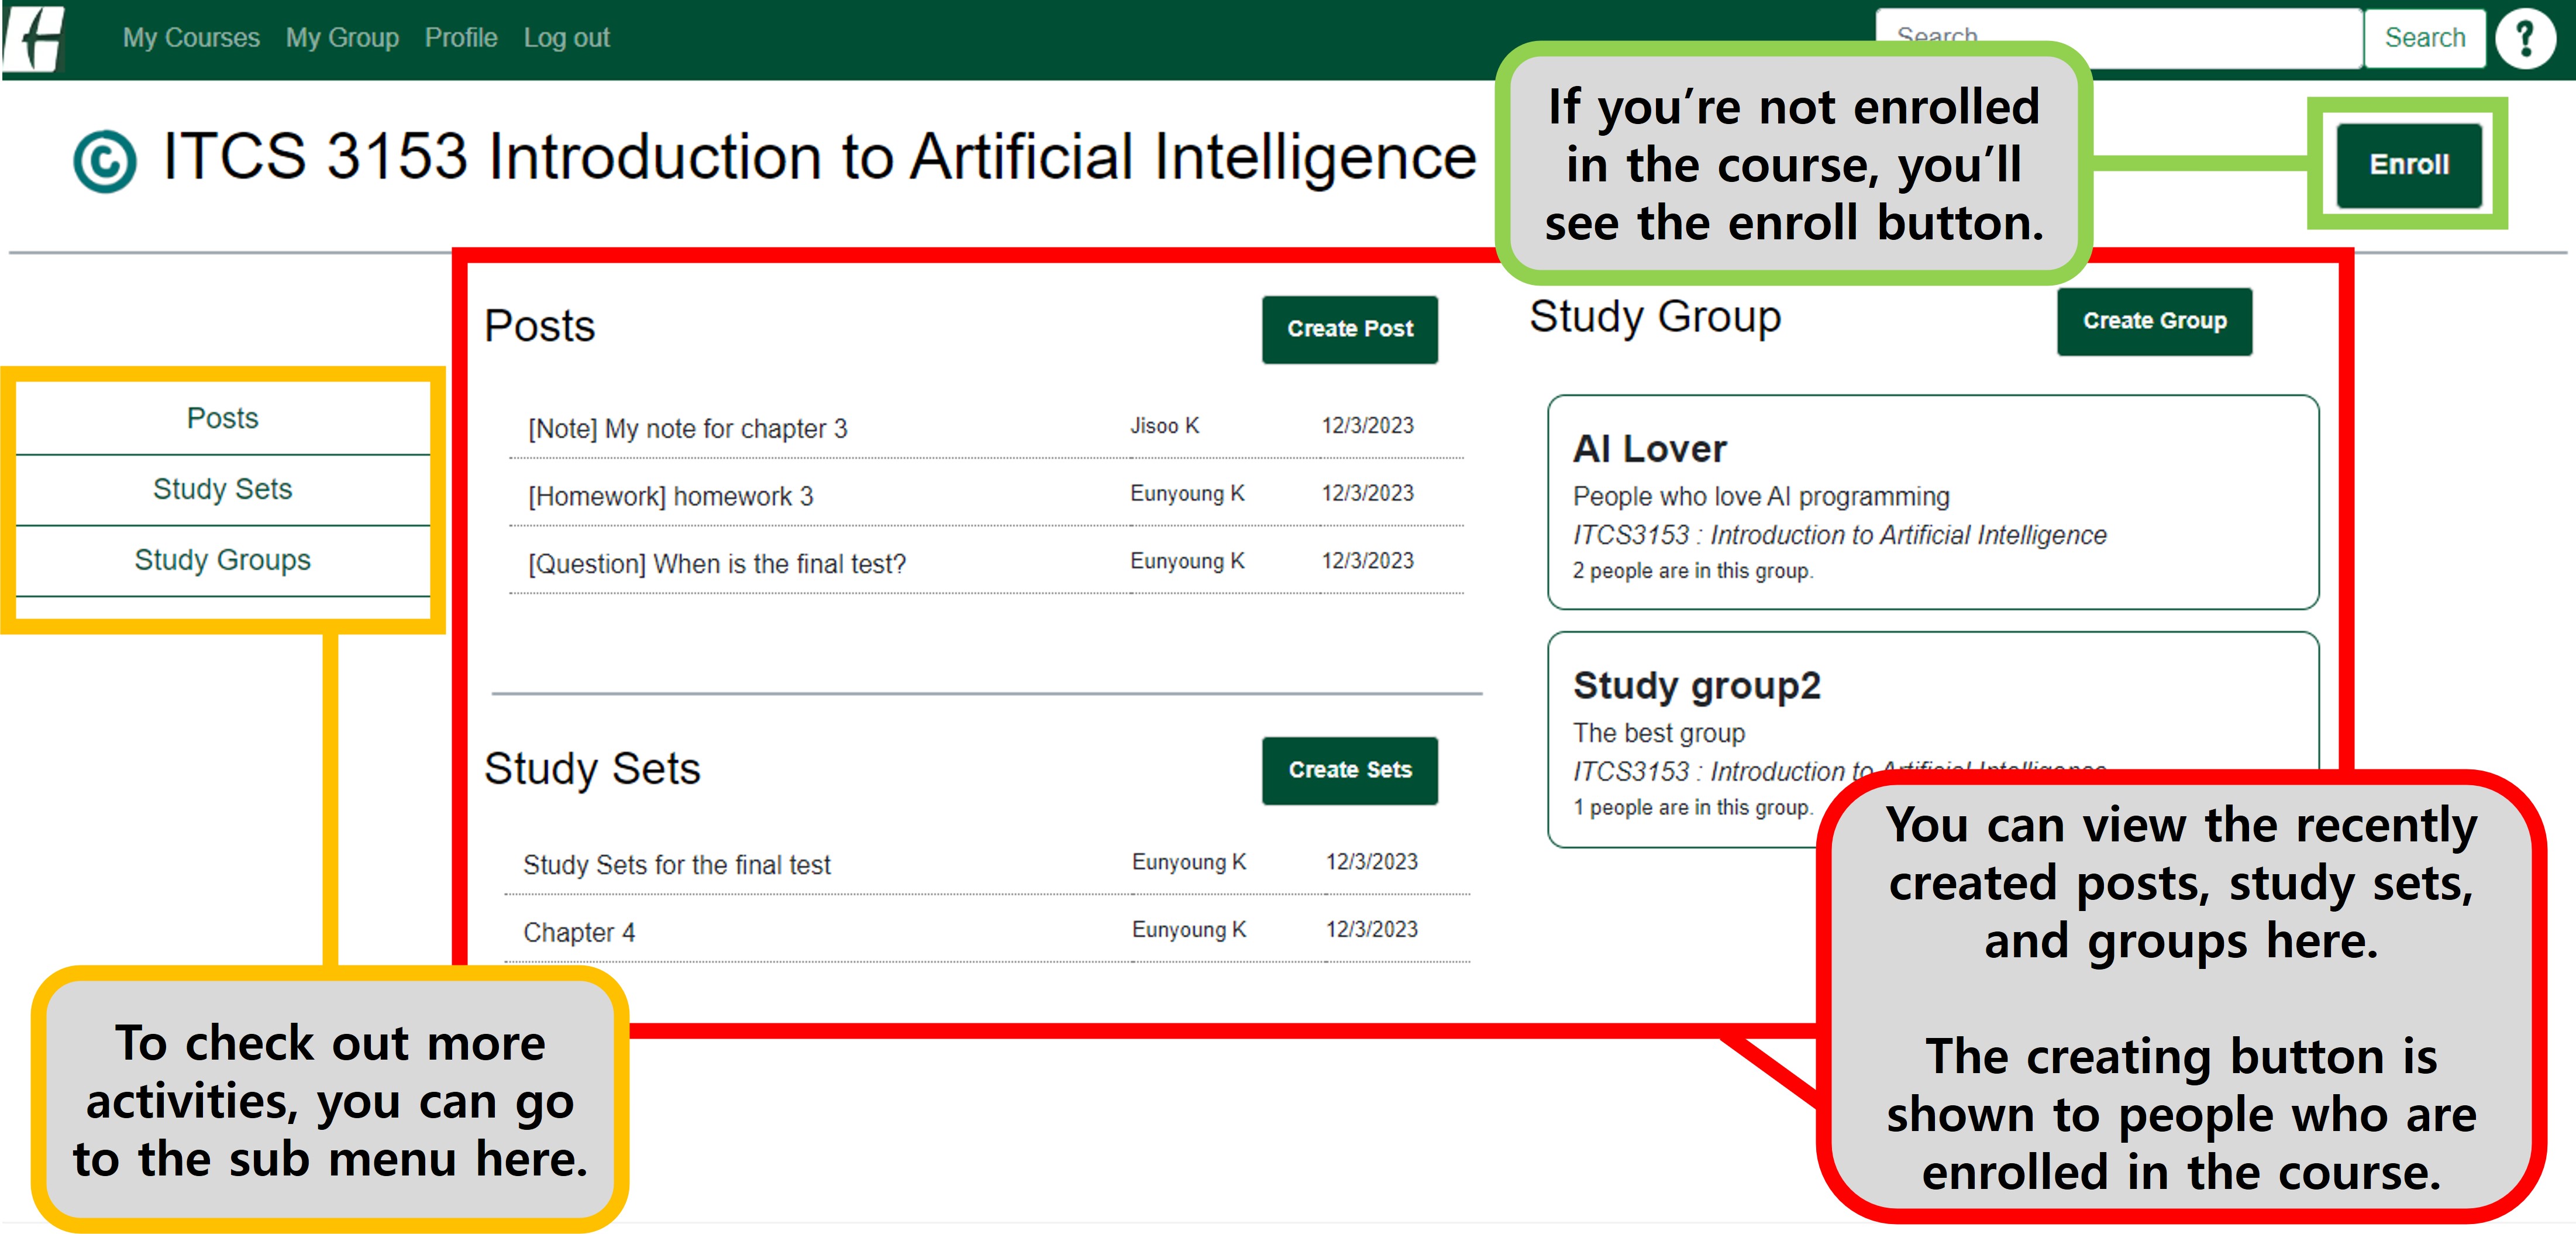 My Courses My Group Profile Log out
Search
Search
?
© ITCS 3153 Introduction to Artificial Intelligence
If you’re not enrolled
in the course, you’ll
see the enroll button.
Enroll
Posts
Study Sets
Study Groups
Posts
Create Post
[Note] My note for chapter 3 Jisoo K 12/3/2023
[Homework] homework 3 Eunyoung K 12/3/2023
[Question] When is the final test? Eunyoung K 12/3/2023
Study Sets
Create Sets
Study Sets for the final test Eunyoung K 12/3/2023
Chapter 4 Eunyoung K 12/3/2023
Study Group
Create Group
AI Lover
People who love AI programming
ITCS3153 : Introduction to Artificial Intelligence
2 people are in this group.
Study group2
The best group
ITCS3153 : Introduction to Artificial Intelligence
1 people are in this group.
To check out more
activities, you can go
to the sub menu here.
You can view the recently
created posts, study sets,
and groups here.
The creating button is
shown to people who are
enrolled in the course.